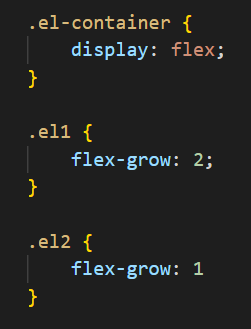 .el-container {
    display: flex;
}

.el1 {
    flex-grow: 2;
}

.el2 {
    flex-grow: 1
}